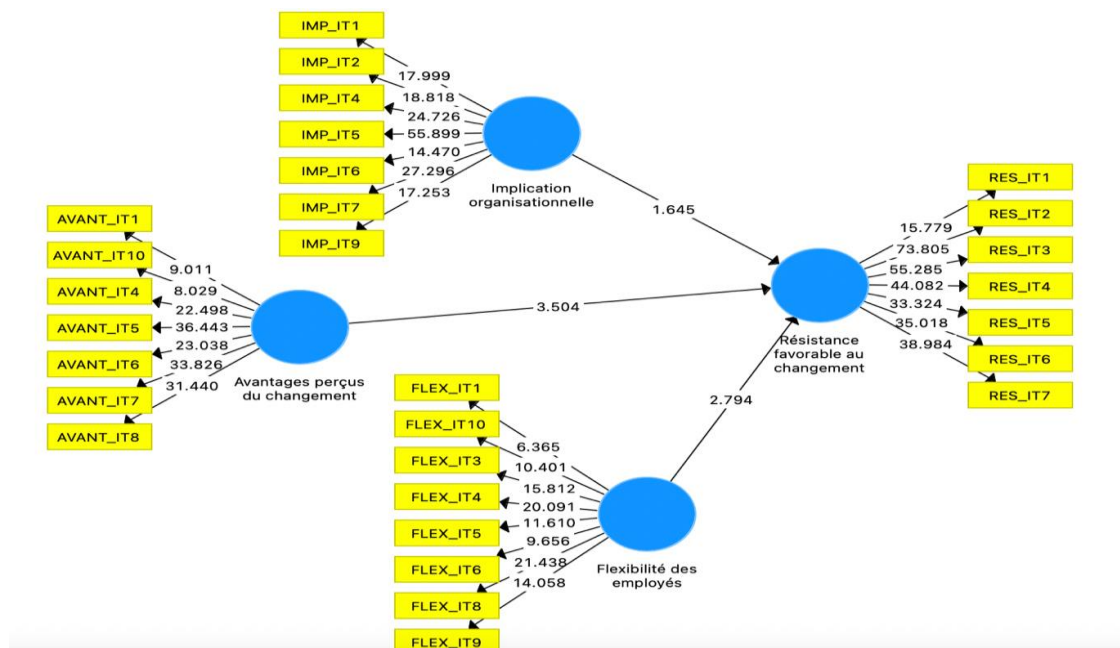 IMP_IT1
IMP_IT2
IMP_IT4
IMP_IT5
IMP_IT6
IMP_IT7
IMP_IT9
17.999
18.818
24.726
55.899
14.470
27.296
17.253
Implication
organisationnelle
1.645
AVANT_IT1
AVANT_IT10
AVANT_IT4
AVANT_IT5
AVANT_IT6
AVANT_IT7
AVANT_IT8
9.011
8.029
22.498
36.443
23.038
33.826
31.440
Avantages perçus
du changement
3.504
FLEX_IT1
FLEX_IT10
FLEX_IT3
FLEX_IT4
FLEX_IT5
FLEX_IT6
FLEX_IT8
FLEX_IT9
6.365
10.401
15.812
20.091
11.610
9.656
21.438
14.058
Flexibilité des
employés
2.794
Résistance
favorable au
changement
15.779
73.805
55.285
44.082
33.324
35.018
38.984
RES_IT1
RES_IT2
RES_IT3
RES_IT4
RES_IT5
RES_IT6
RES_IT7